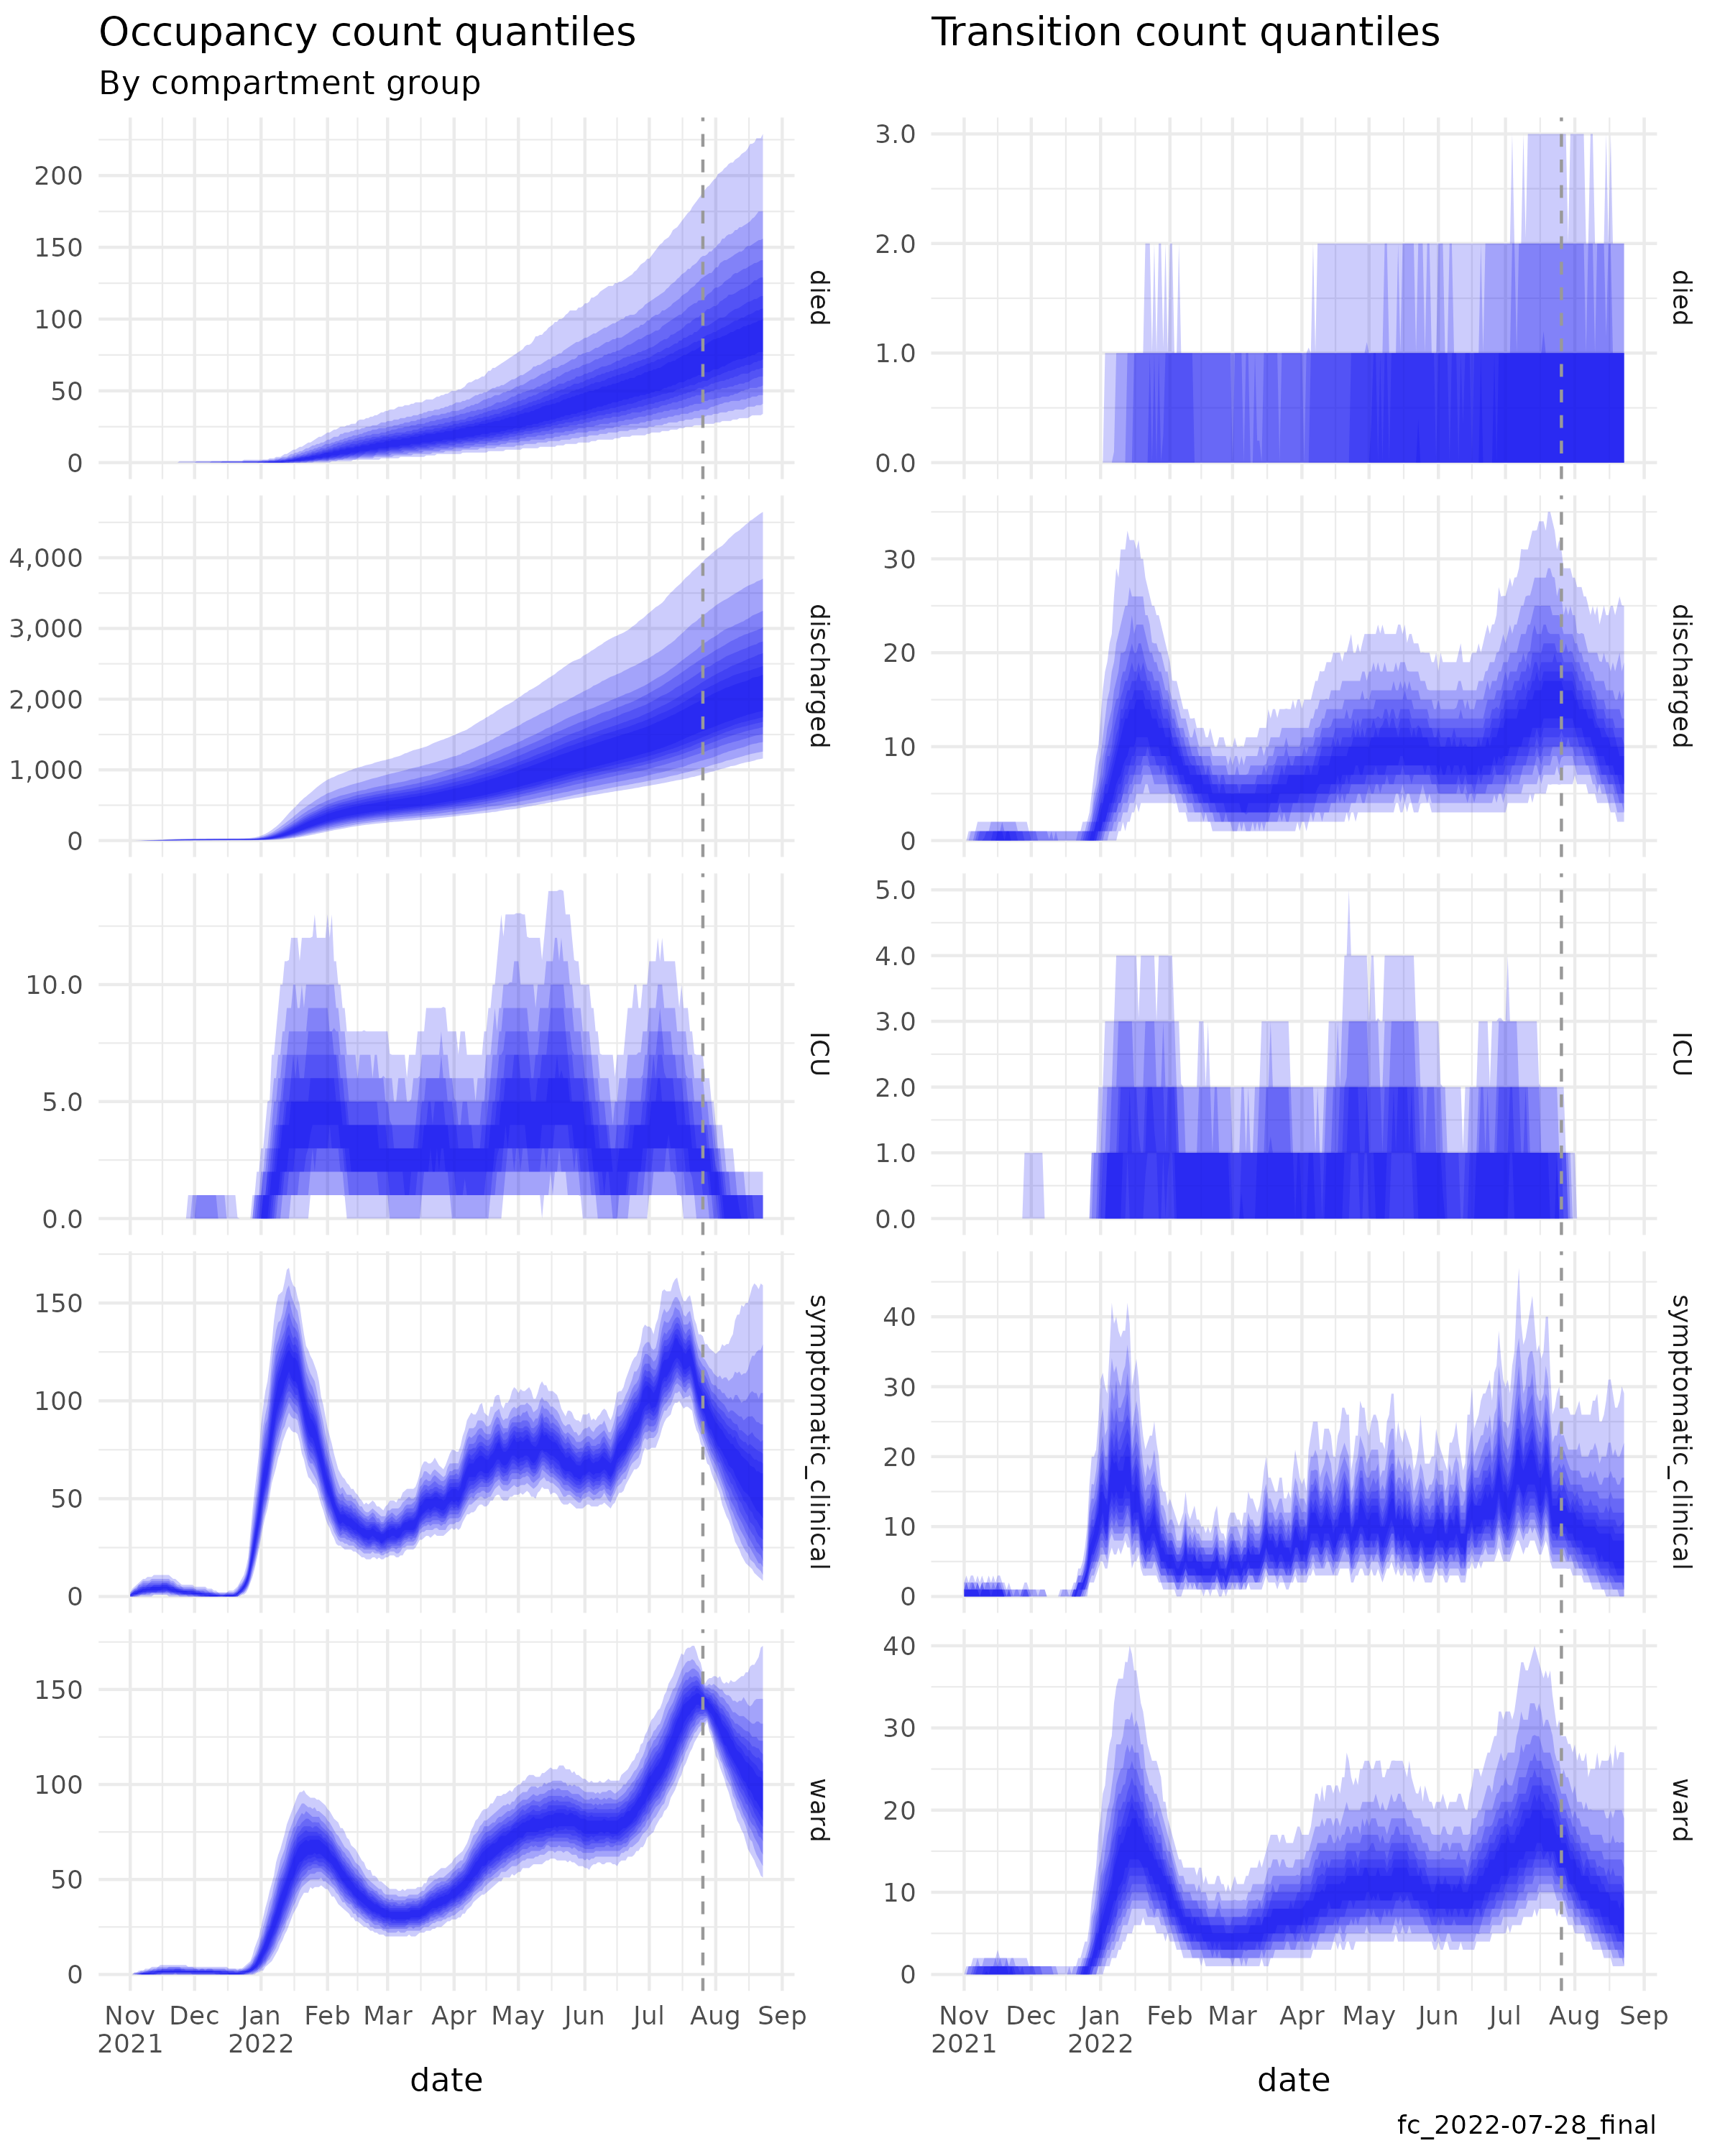 Occupancy count quantiles
By compartment group
200
150
100
50
0
died
4,000
3,000
2,000
1,000
0
discharged
10.0
5.0
0.0
ICU
150
100
50
0
symptomatic_clinical
150
100
50
0
ward
Nov Dec Jan Feb Mar Apr May Jun Jul Aug Sep
2021 2022
date
Transition count quantiles
3.0
2.0
1.0
0.0
died
30
20
10
0
discharged
5.0
4.0
3.0
2.0
1.0
0.0
ICU
40
30
20
10
0
symptomatic_clinical
40
30
20
10
0
ward
Nov Dec Jan Feb Mar Apr May Jun Jul Aug Sep
2021 2022
date
fc_2022-07-28_final